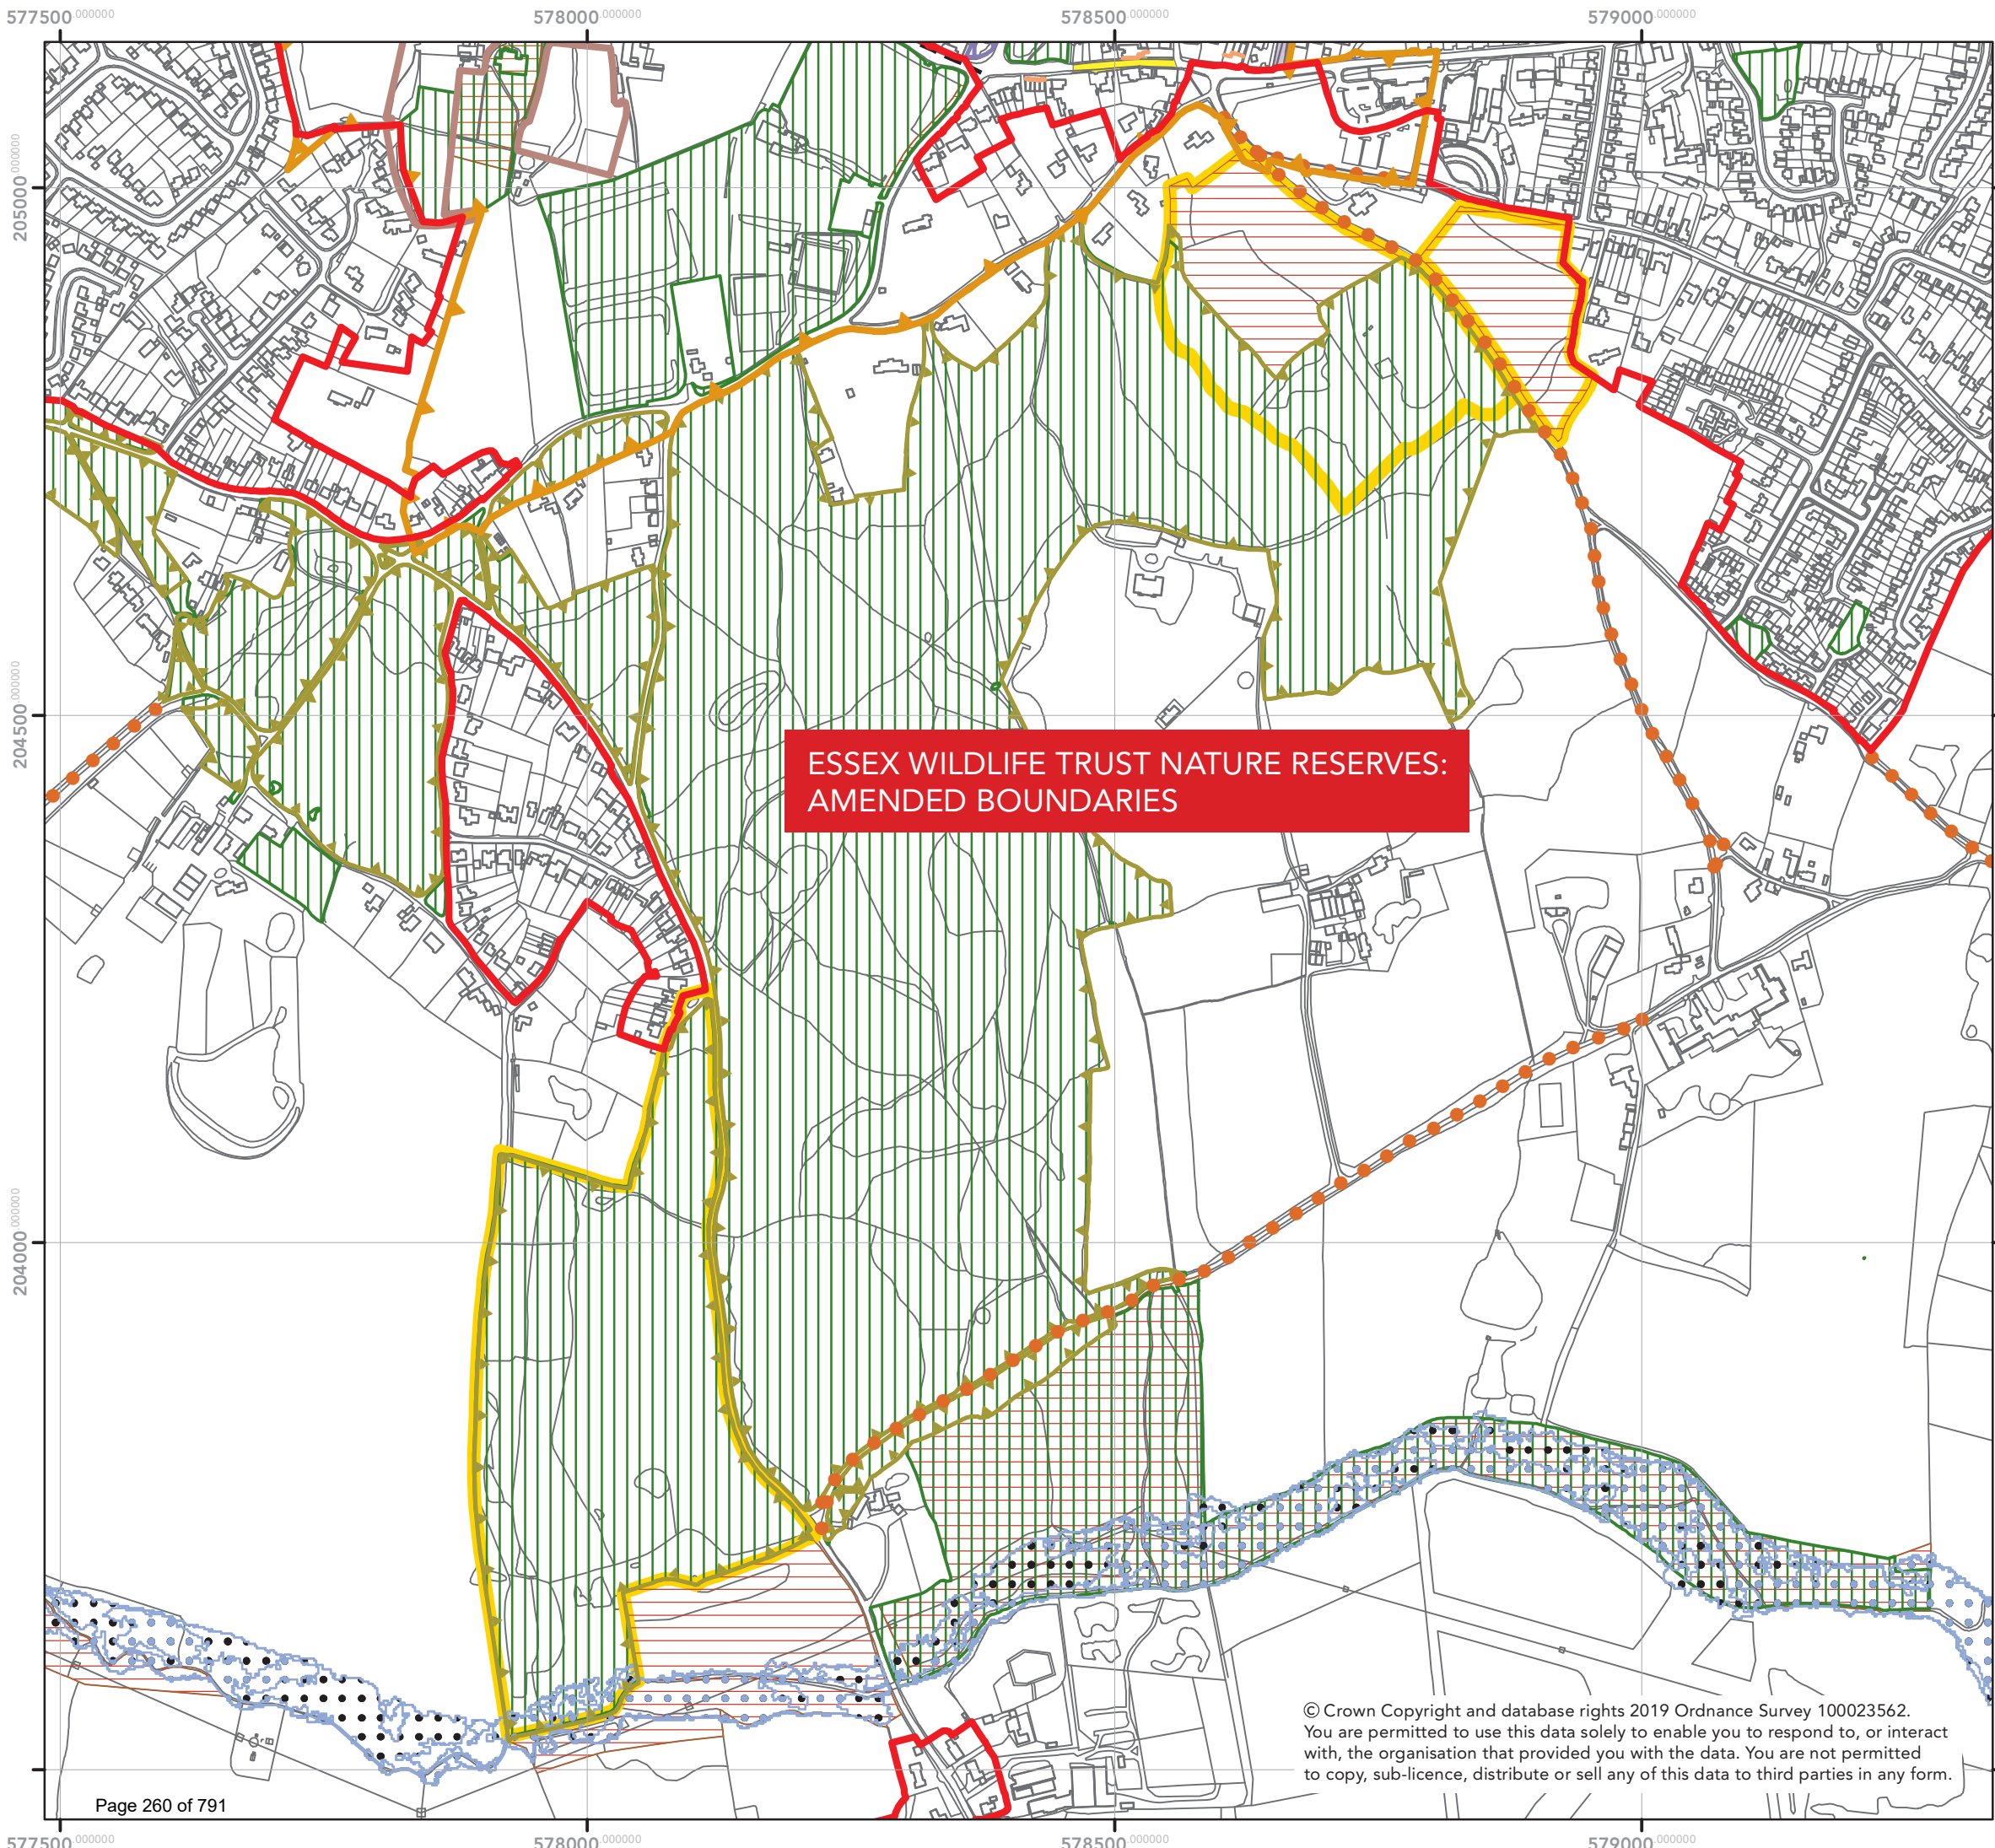 577500.000000 578000.000000 578500.000000 579000.000000
205000.000000
204500.000000
204000.000000
ESSEX WILDLIFE TRUST NATURE RESERVES:
AMENDED BOUNDARIES
© Crown Copyright and database rights 2019 Ordnance Survey 100023562.
You are permitted to use this data solely to enable you to respond to, or interact
with, the organisation that provided you with the data. You are not permitted
to copy, sub-licence, distribute or sell any of this data to third parties in any form.
Page 260 of 791
577500.000000 578000.000000 578500.000000 579000.000000